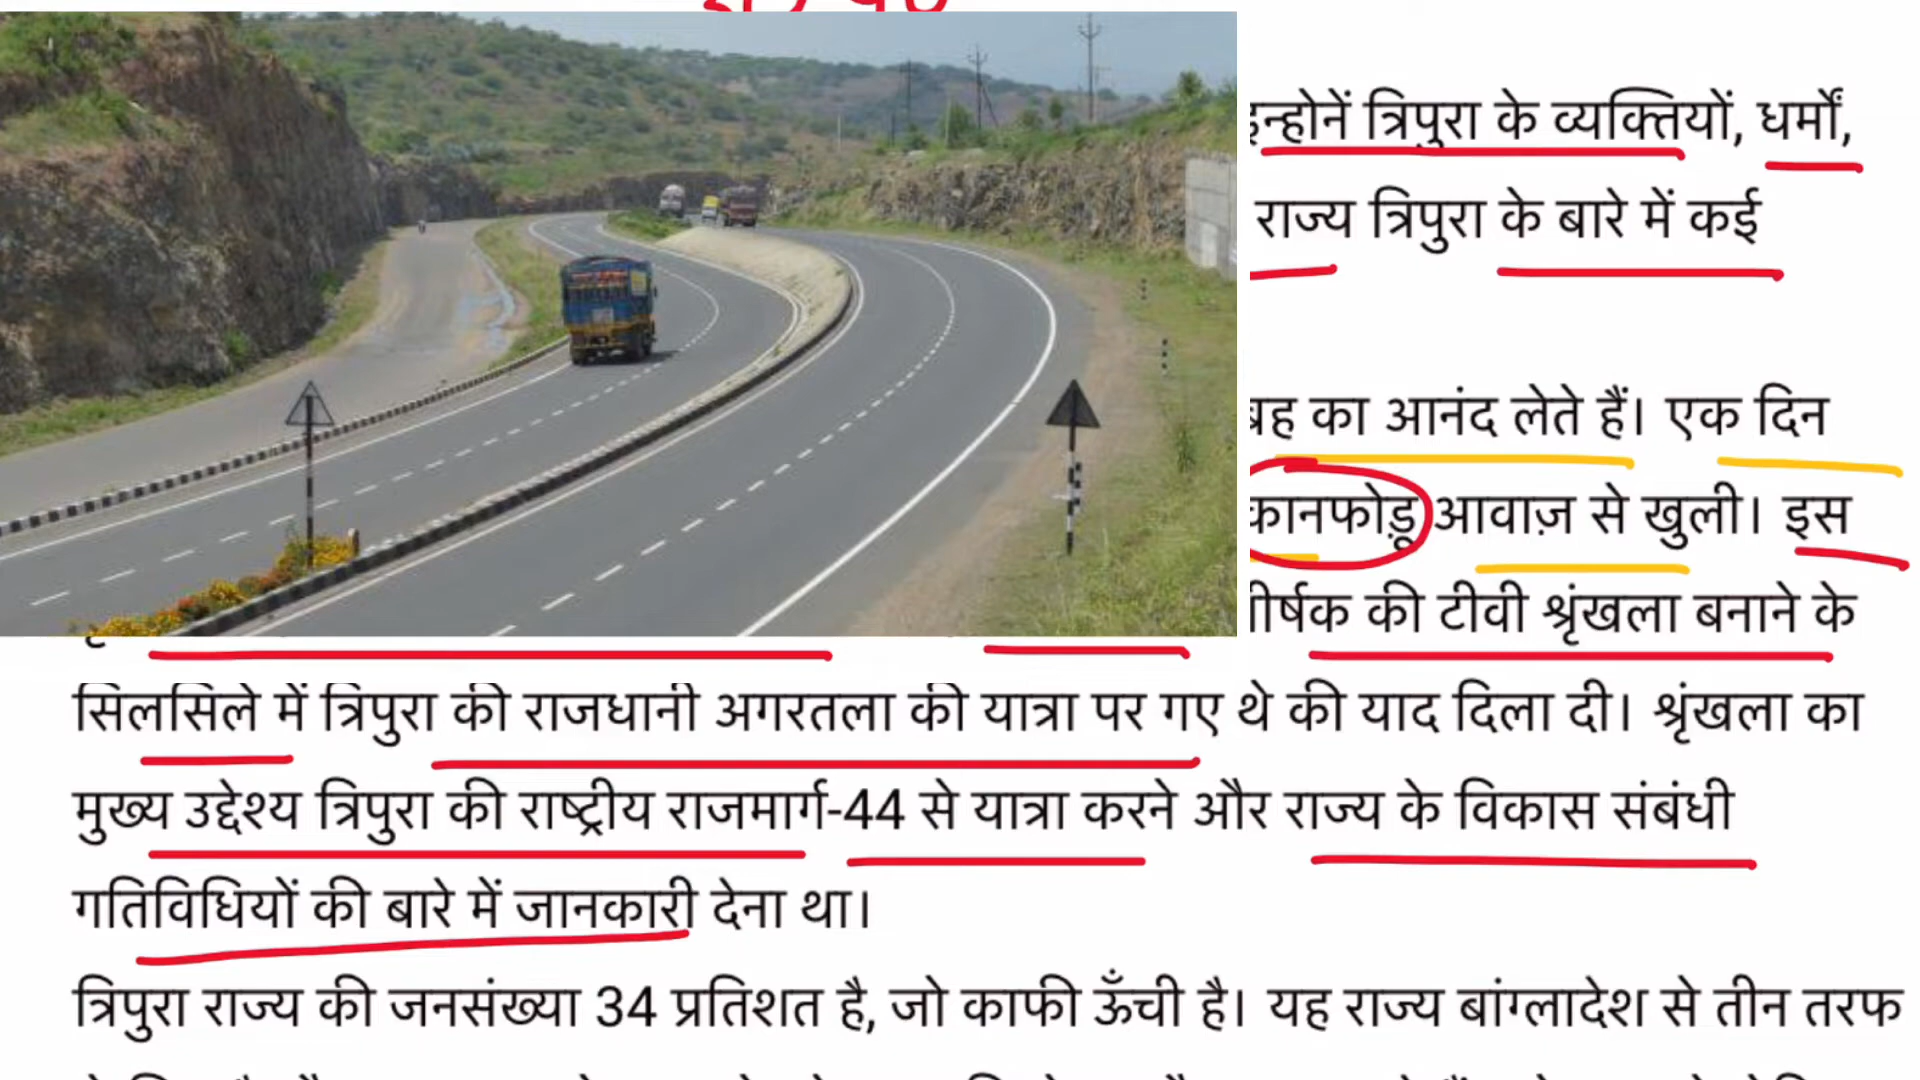 इन्होनें त्रिपुरा के व्यक्तियों, धर्मों,
राज्य त्रिपुरा के बारे में कई
का आनंद लेते हैं। एक दिन
कानफोड़ू आवाज़ से खुली। इस
की टीवी श्रृंखला बनाने के
सिलसिले में त्रिपुरा की राजधानी अगरतला की यात्रा पर गए थे की याद दिला दी। श्रृंखला का
मुख्य उद्देश्य त्रिपुरा की राष्ट्रीय राजमार्ग-44 से यात्रा करने और राज्य के विकास संबंधी
गतिविधियों की बारे में जानकारी देना था।
त्रिपुरा राज्य की जनसंख्या 34 प्रतिशत है, जो काफी ऊँची है। यह राज्य बांग्लादेश से तीन तरफ